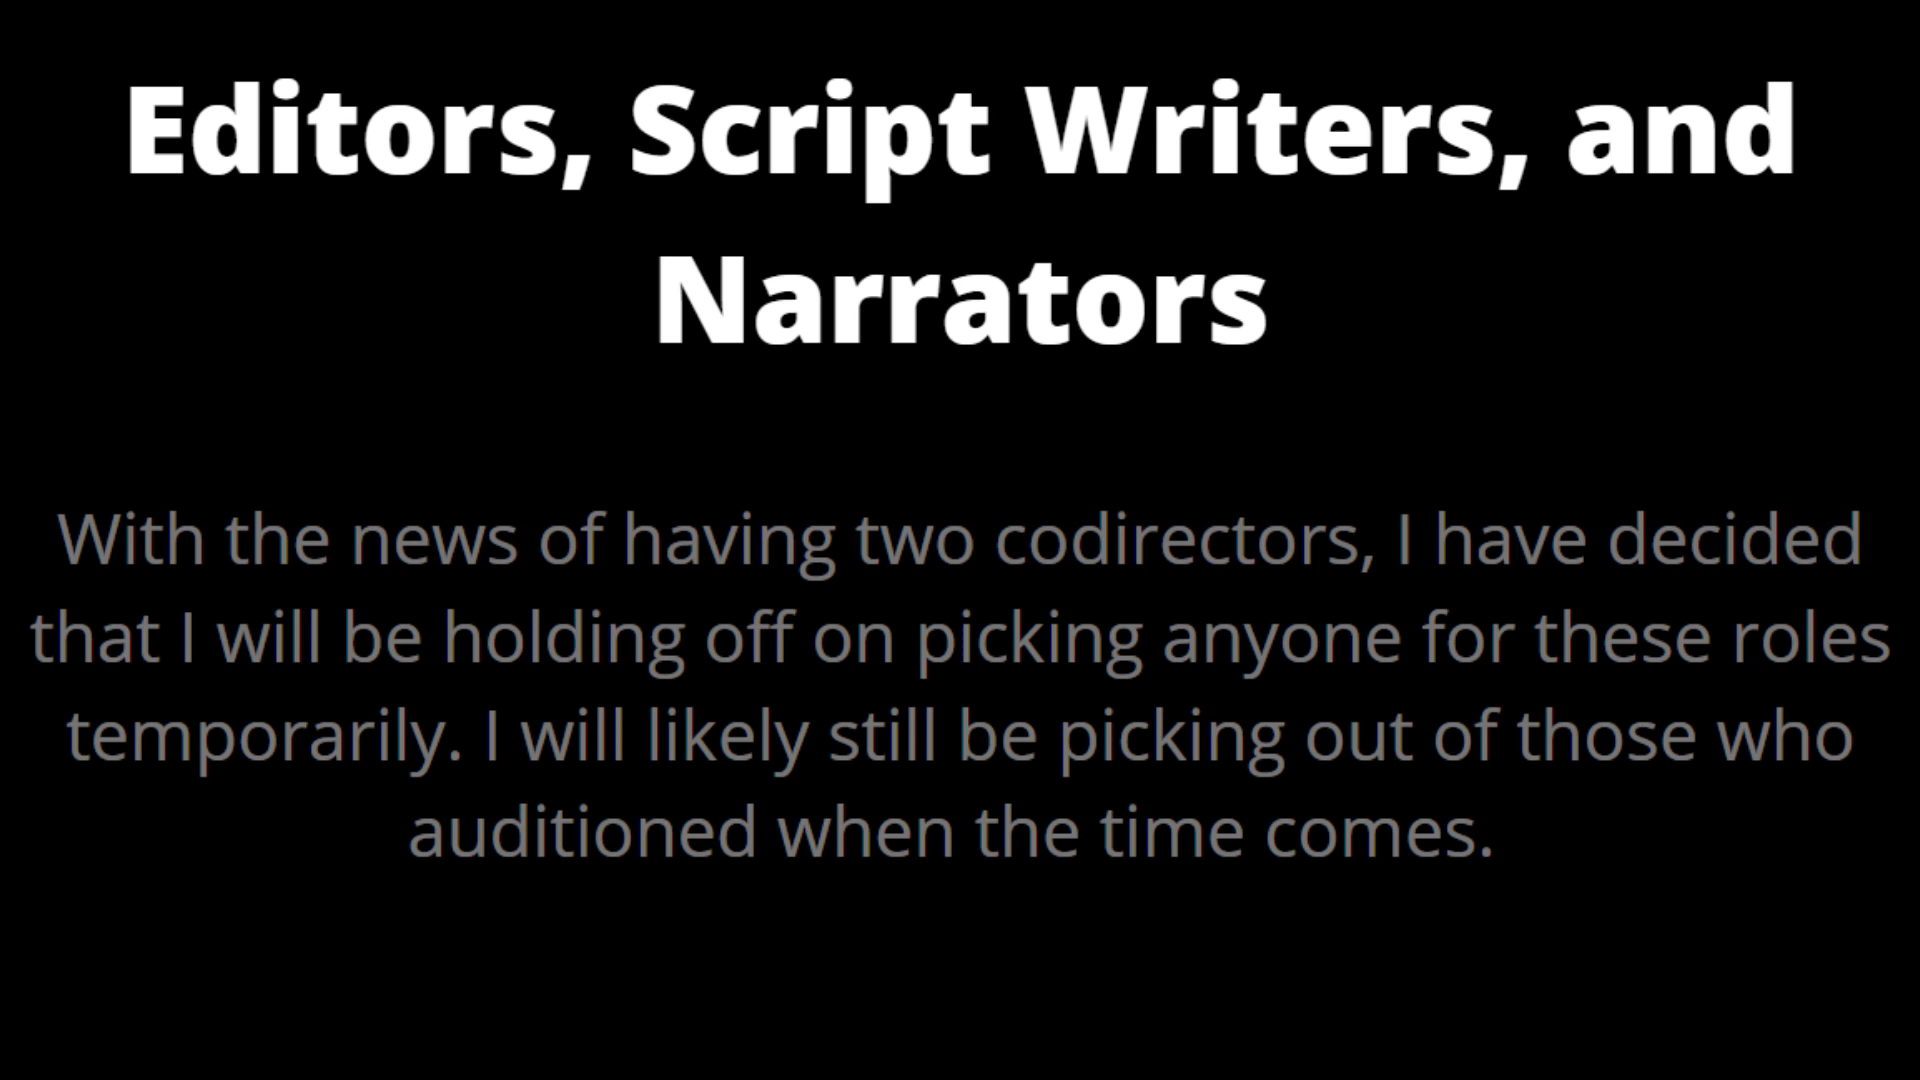 Editors, Script Writers, and
Narrators
With the news of having two codirectors, I have decided
that I will be holding off on picking anyone for these roles
temporarily. I will likely still be picking out of those who
auditioned when the time comes.